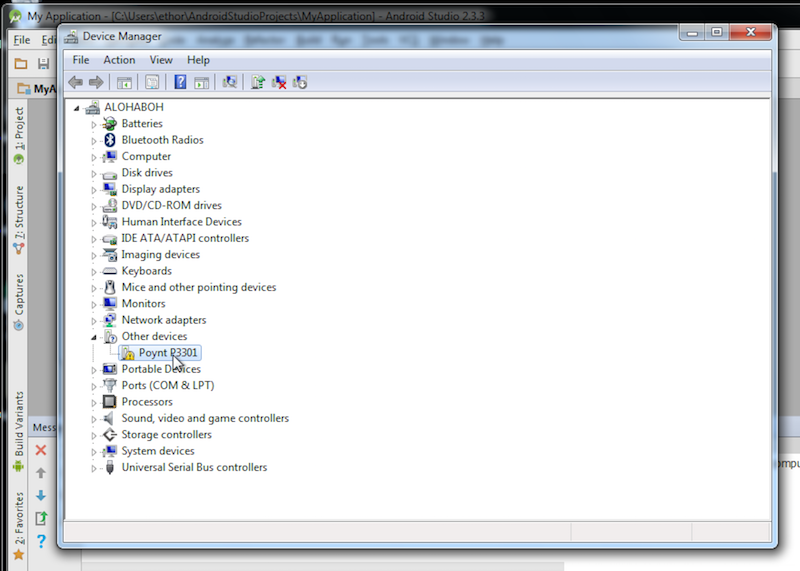 My Application - [C:\Users\ethor\AndroidStudioProjects\MyApplication] - Android Studio 2.3.3
File Edi
Device Manager
File Action View Help
MyA
ALOHABOH
Batteries
Bluetooth Radios
Computer
Disk drives
Display adapters
DVD/CD-ROM drives
Human Interface Devices
IDE ATA/ATAPI controllers
Imaging devices
Keyboards
Mice and other pointing devices
Monitors
Network adapters
Other devices
Poynt P3301
Portable Devices
Ports (COM & LPT)
Processors
Sound, video and game controllers
Storage controllers
System devices
Universal Serial Bus controllers
1: Project
7: Structure
Captures
Build Variants
2: Favorites
Mess
ompu